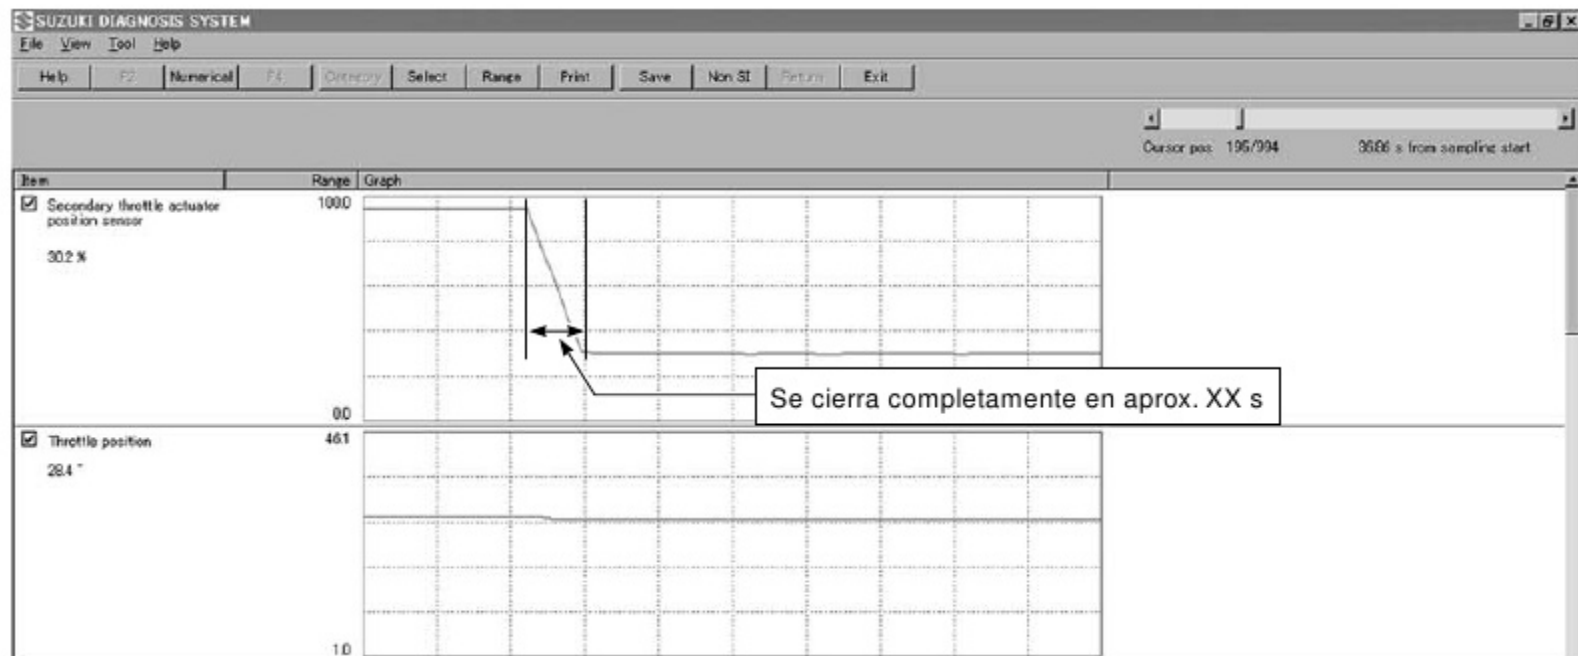 SUZUKI DIAGNOSIS SYSTEM
File View Tool Help
Help F2 Numerical F4 Category Select Range Print Save Non SI Return Exit
Cursor pos 195/994 36.86 s from sampling start
Item Range Graph
Secondary throttle actuator 100.0
position sensor
30.2 %
Se cierra completamente en aprox. XX s
0.0
Throttle position 46.1
28.4 °
1.0